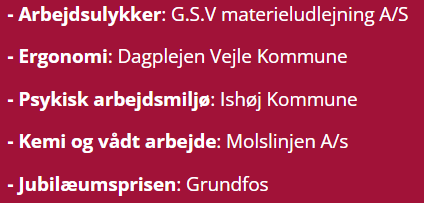 - Arbejdsulykker: G.S.V materieludlejning A/S
- Ergonomi: Dagplejen Vejle Kommune
- Psykisk arbejdsmiljø: Ishøj Kommune
- Kemi og vådt arbejde: Molslinjen A/s
- Jubilæumsprisen: Grundfos